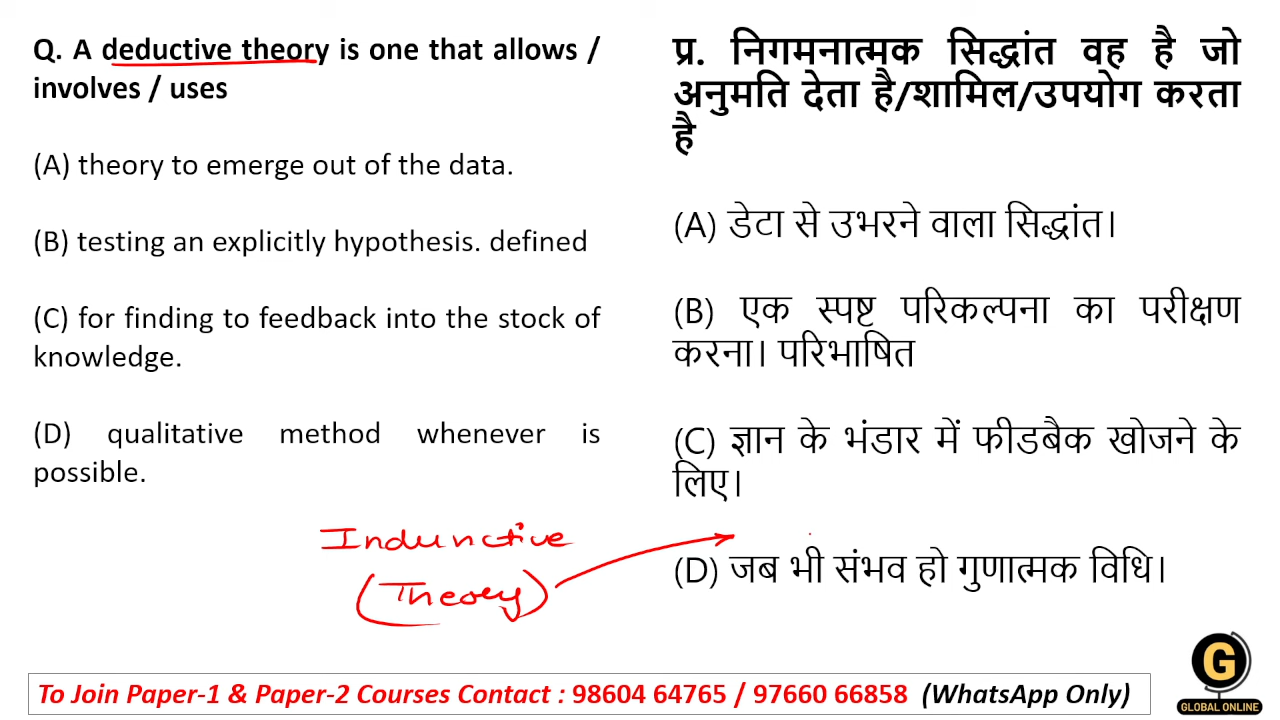 Q. A deductive theory is one that allows /
involves / uses
(A) theory to emerge out of the data.
(B) testing an explicitly hypothesis. defined
(C) for finding to feedback into the stock of
knowledge.
(D) qualitative method whenever is
possible.
Indunctive
(Theory)
प्र. निगमनात्मक सिद्धांत वह है जो
अनुमति देता है/शामिल/उपयोग करता
है
(A) डेटा से उभरने वाला सिद्धांत।
(B) एक स्पष्ट परिकल्पना का परीक्षण
करना। परिभाषित
(C) ज्ञान के भंडार में फीडबैक खोजने के
लिए।
(D) जब भी संभव हो गुणात्मक विधि।
To Join Paper-1 & Paper-2 Courses Contact : 98604 64765 / 97660 66858 (WhatsApp Only)
G
GLOBAL ONLINE